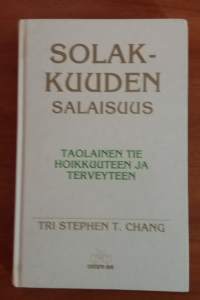 SOLAK-
KUUDEN
SALAISUUS
TAOLAINEN TIE
HOIKKUUTEEN JA
TERVEYTEEN
TRI STEPHEN T. CHANG